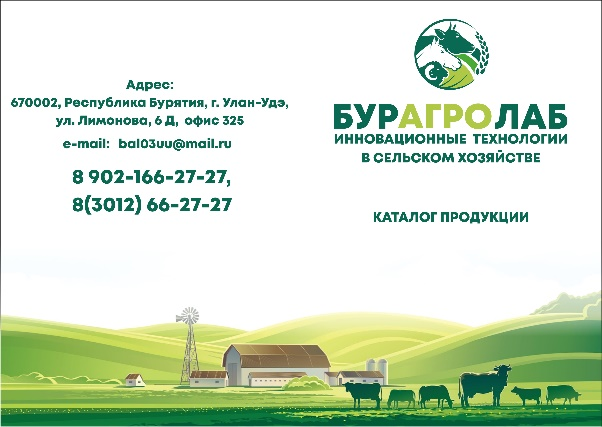 Адрес:
670002, Республика Бурятия, г. Улан-Удэ,
ул. Лимонова, 6 Д, офис 325
e-mail: bal03uu@mail.ru
8 902-166-27-27,
8(3012) 66-27-27
БУРАГРОЛАБ
ИННОВАЦИОННЫЕ ТЕХНОЛОГИИ
В СЕЛЬСКОМ ХОЗЯЙСТВЕ
КАТАЛОГ ПРОДУКЦИИ